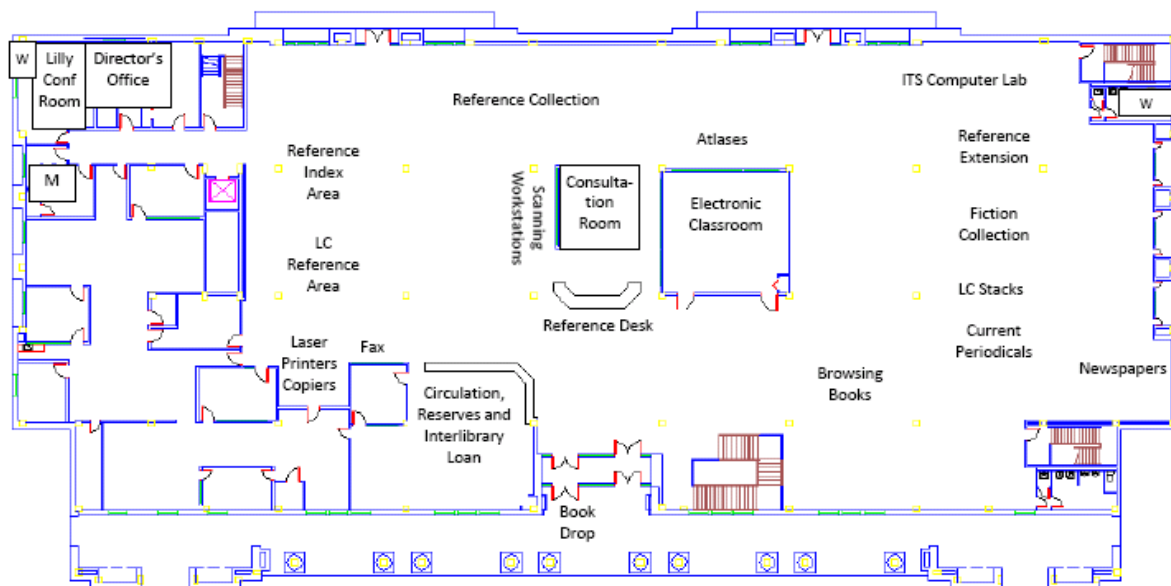 W
Lilly
Conf
Room
Director's
Office
Reference Collection
ITS Computer Lab
W
Reference
Index
Area
M
Scanning
Workstations
Consulta-
tion
Room
Atlases
Electronic
Classroom
Reference
Extension
Fiction
Collection
LC
Reference
Area
LC Stacks
Reference Desk
Current
Periodicals
Laser
Printers
Copiers
Fax
Circulation,
Reserves and
Interlibrary
Loan
Browsing
Books
Newspapers
Book
Drop